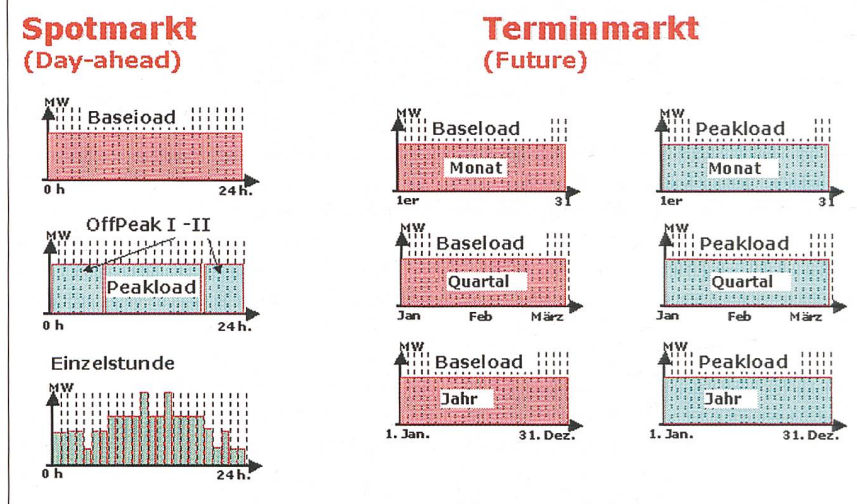 Spotmarkt
(Day-ahead)
MW
Baseload
0 h
24 h.
OffPeak I -II
MW
Peakload
0 h
24 h.
Einzelstunde
MW
0 h
24 h.
Terminmarkt
(Future)
MW
Baseload
Monat
1er
31
MW
Peakload
Monat
1er
31
MW
Baseload
Quartal
Jan Feb März
MW
Peakload
Quartal
Jan Feb März
MW
Baseload
Jahr
1. Jan.
31. Dez.
MW
Peakload
Jahr
1. Jan.
31. Dez.